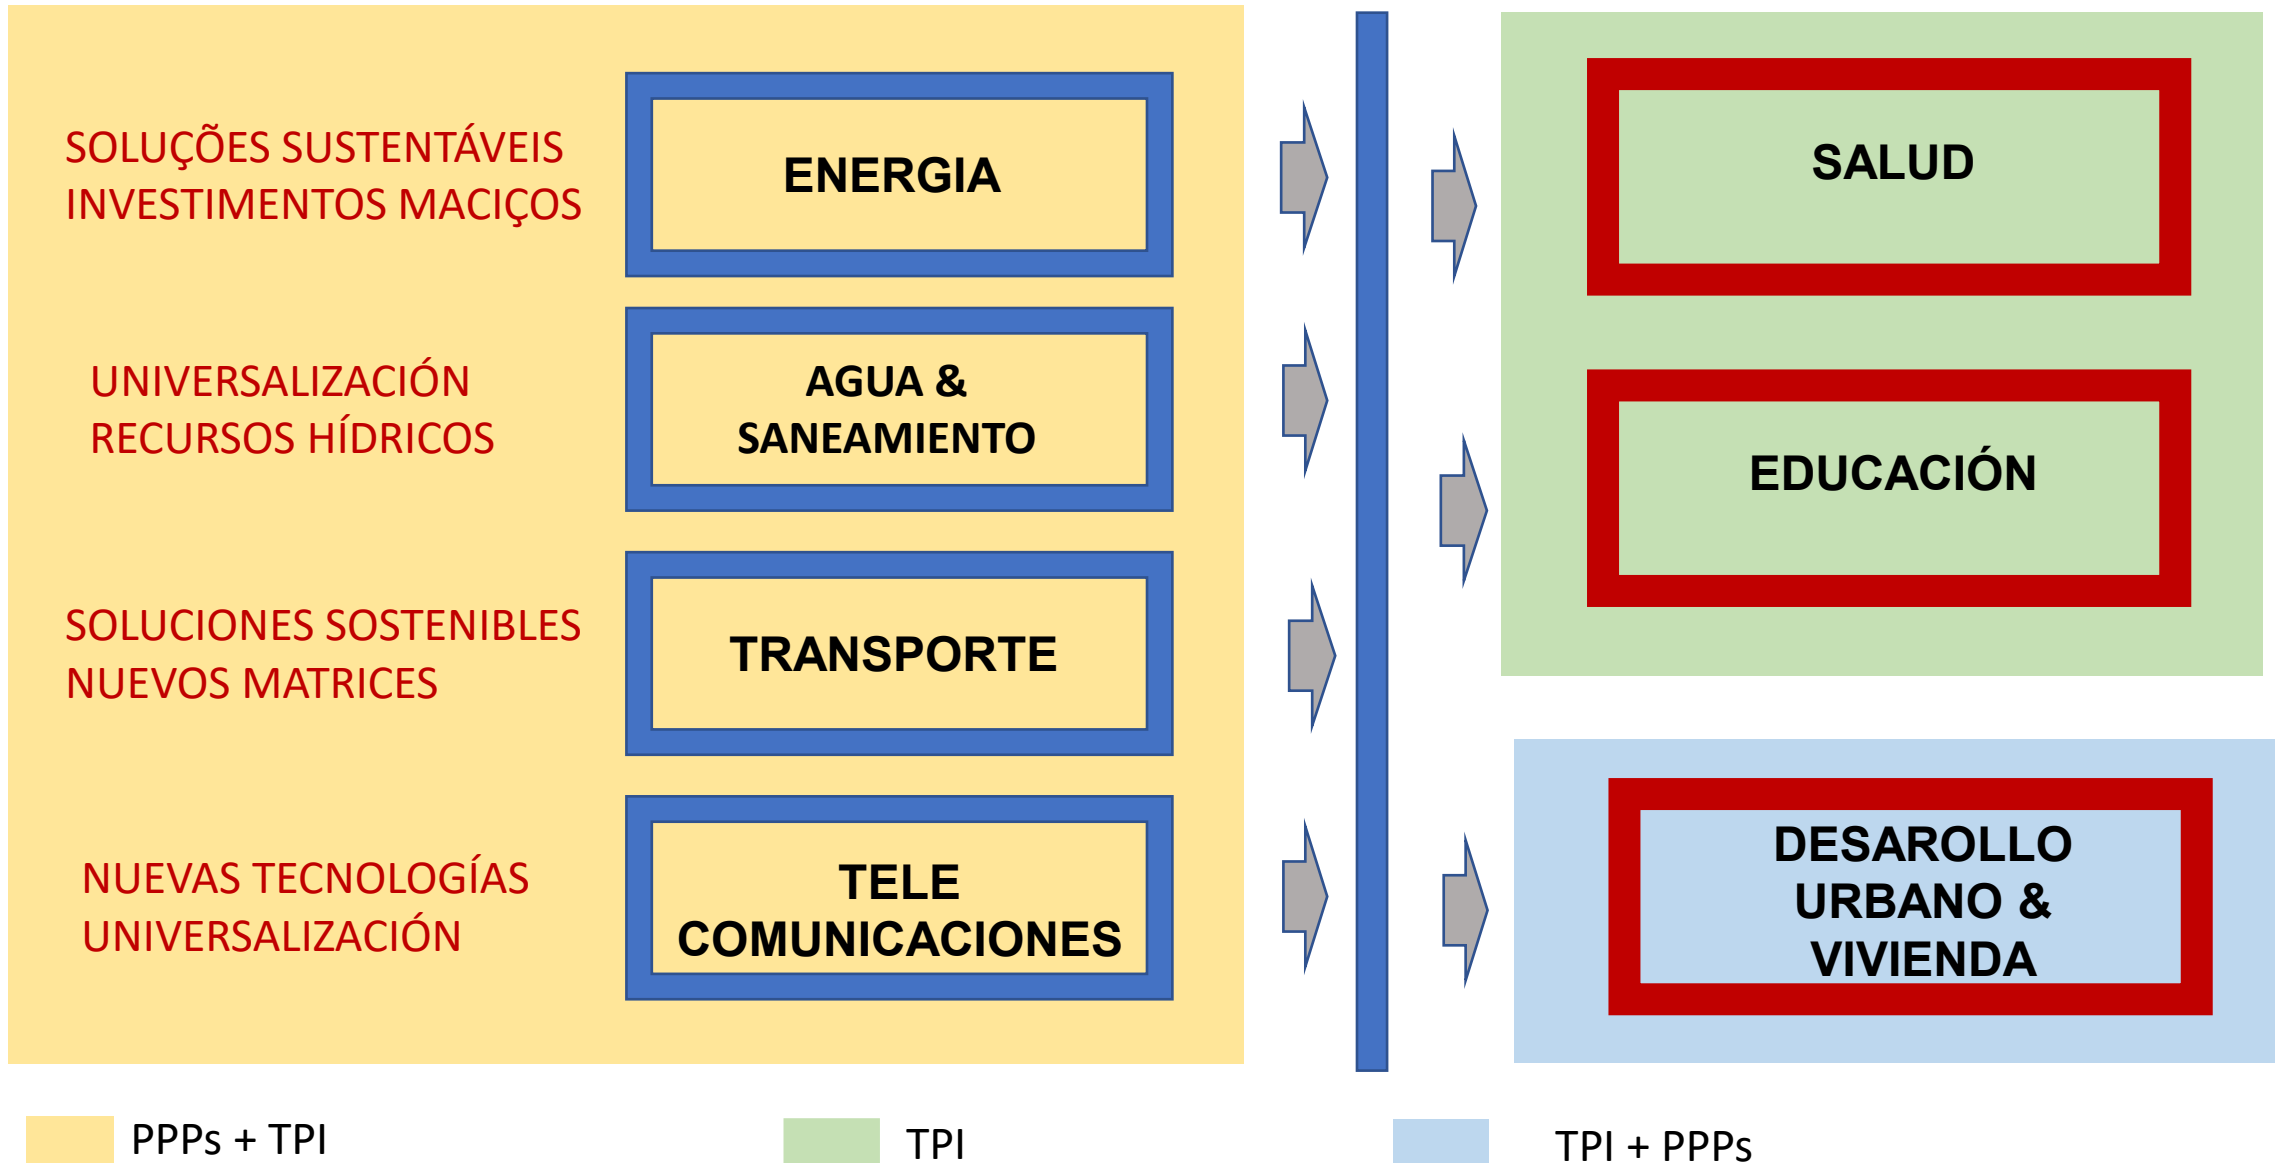 SOLUÇÕES SUSTENTÁVEIS
INVESTIMENTOS MACIÇOS
ENERGIA
UNIVERSALIZACIÓN
RECURSOS HÍDRICOS
AGUA &
SANEAMIENTO
SOLUCIONES SOSTENIBLES
NUEVOS MATRICES
TRANSPORTE
NUEVAS TECNOLOGÍAS
UNIVERSALIZACIÓN
TELE
COMUNICACIONES
SALUD
EDUCACIÓN
DESAROLLO
URBANO &
VIVIENDA
PPPs + TPI
TPI
TPI + PPPs